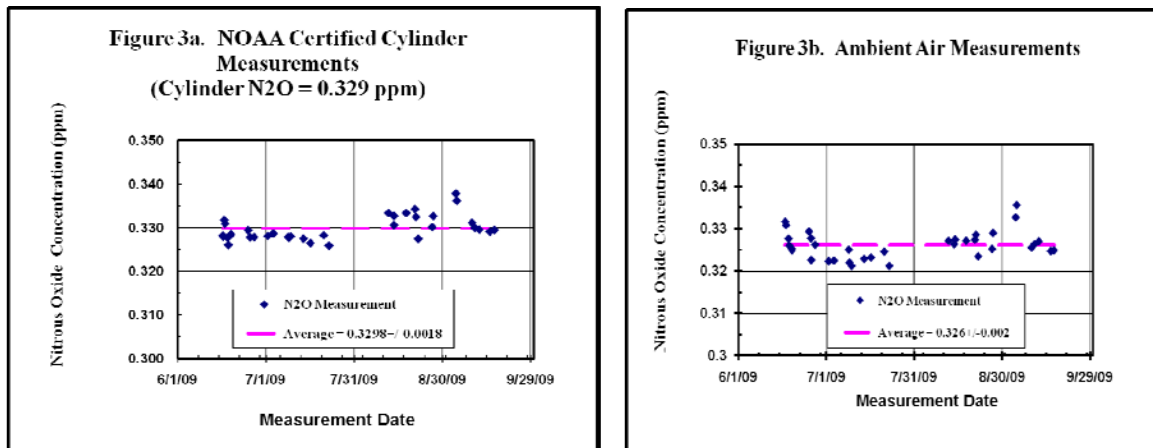 Figure 3a. NOAA Certified Cylinder
Measurements
(Cylinder N2O = 0.329 ppm)
Nitrous Oxide Concentration (ppm)
0.350
0.340
0.330
0.320
0.310
0.300
N2O Measurement
Average = 0.3298+/ 0.0018
6/1/09 7/1/09 7/31/09 8/30/09 9/29/09
Measurement Date
Figure 3b. Ambient Air Measurements
Nitrous Oxide Concentration (ppm)
0.35
0.34
0.33
0.32
0.31
0.3
N2O Measurement
Average = 0.326+/-0.002
6/1/09 7/1/09 7/31/09 8/30/09 9/29/09
Measurement Date